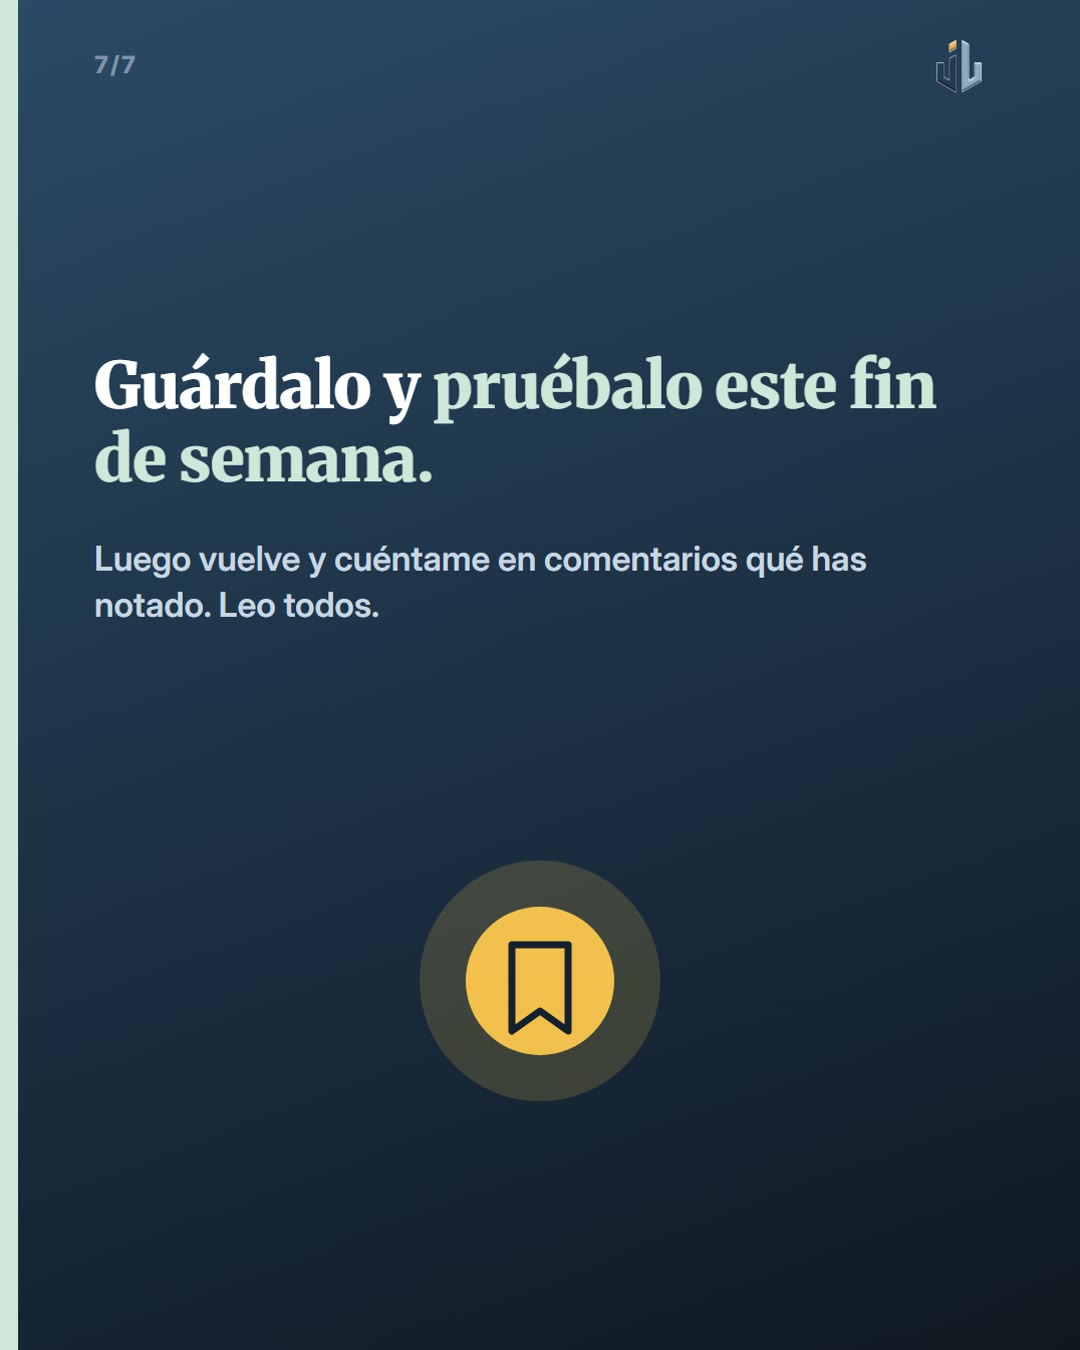 7/7
Guárdalo y pruébalo este fin
de semana.
Luego vuelve y cuéntame en comentarios qué has
notado. Leo todos.